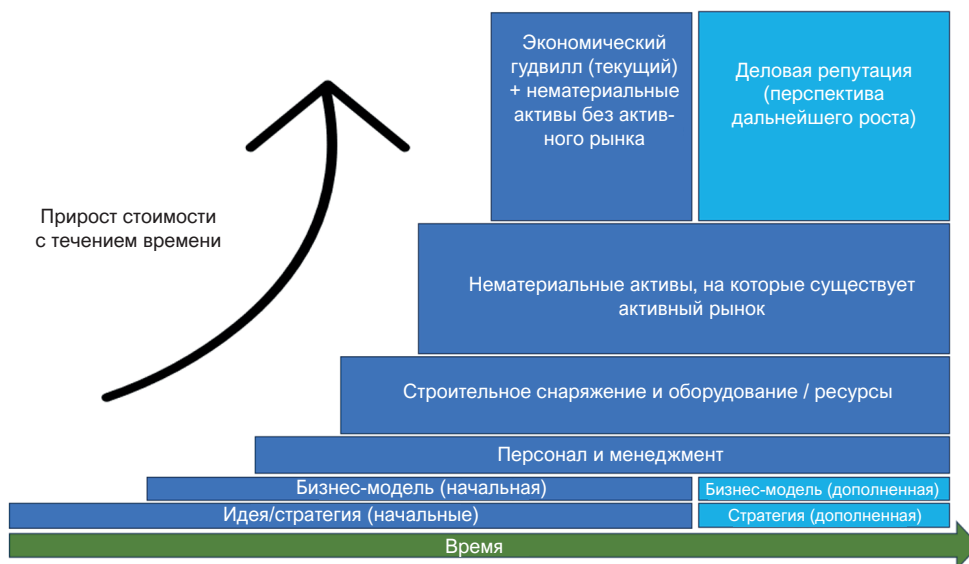 Экономический
гудвилл (текущий)
+ нематериальные
активы без актив-
ного рынка
Деловая репутация
(перспектива
дальнейшего роста)
Прирост стоимости
с течением времени
Нематериальные активы, на которые существует
активный рынок
Строительное снаряжение и оборудование / ресурсы
Персонал и менеджмент
Бизнес-модель (начальная)
Бизнес-модель (дополненная)
Идея/стратегия (начальные)
Стратегия (дополненная)
Время